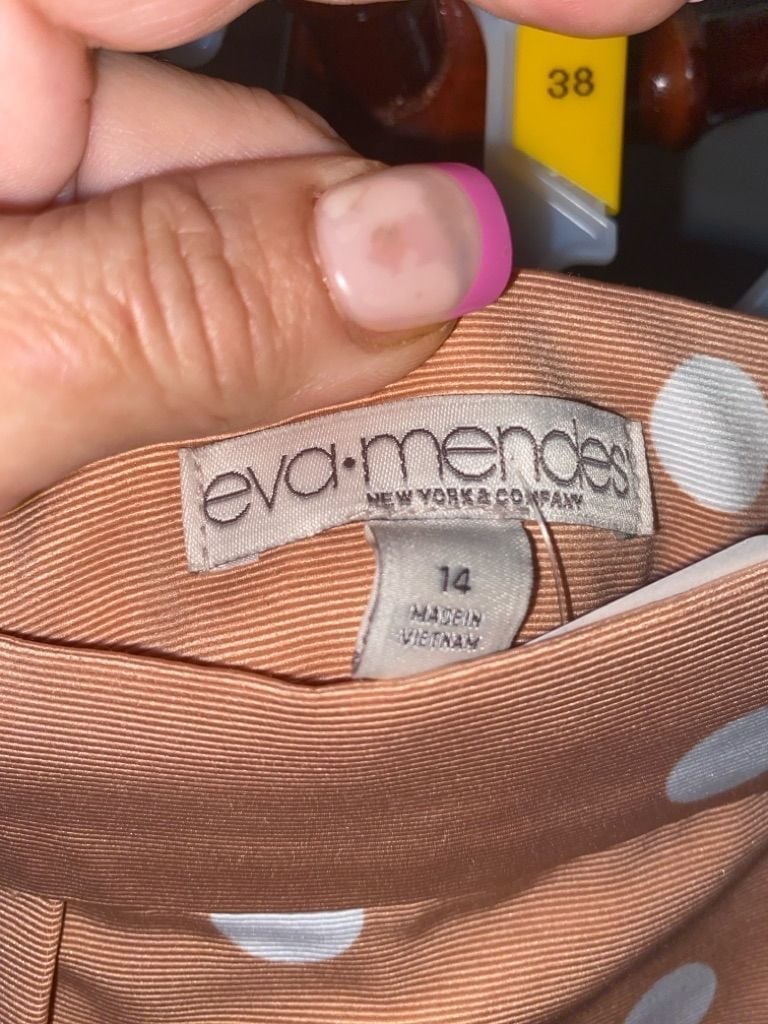 38
eva•mendes
NEW YORK & COMPANY
14
MADE IN
VIETNAM